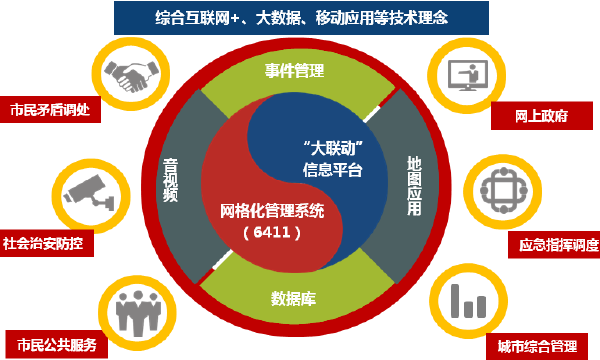 综合互联网+、大数据、移动应用等技术理念
事件管理
市民矛盾调处
网上政府
音视频
“大联动”
信息平台
地图应用
网格化管理系统
（6411）
社会治安防控
应急指挥调度
数据库
市民公共服务
城市综合管理